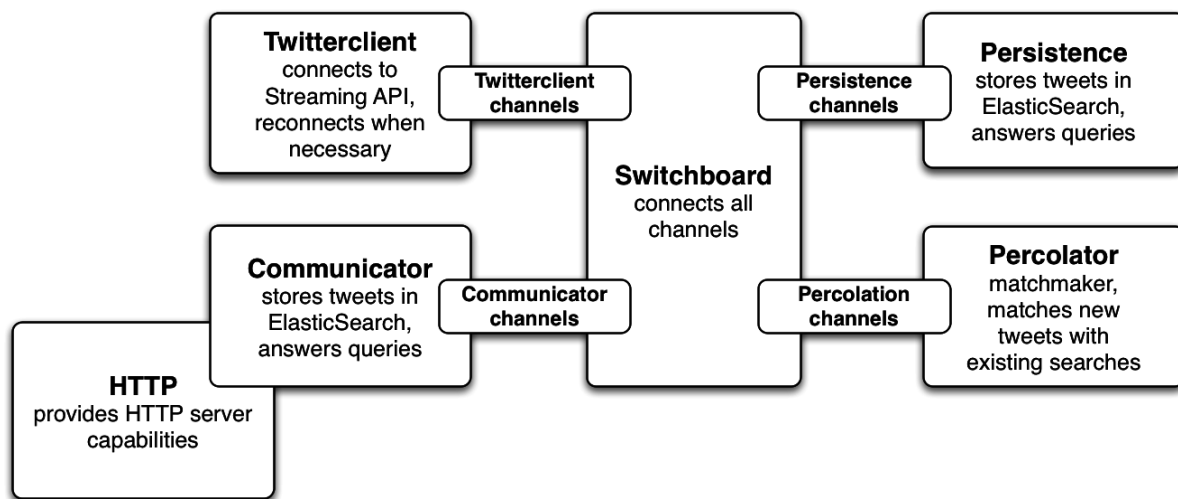 Twitterclient
connects to
Streaming API,
reconnects when
necessary
Twitterclient
channels
Switchboard
connects all
channels
Persistence
channels
Persistence
stores tweets in
ElasticSearch,
answers queries
Communicator
stores tweets in
ElasticSearch,
answers queries
Communicator
channels
Percolation
channels
Percolator
matchmaker,
matches new
tweets with
existing searches
HTTP
provides HTTP server
capabilities